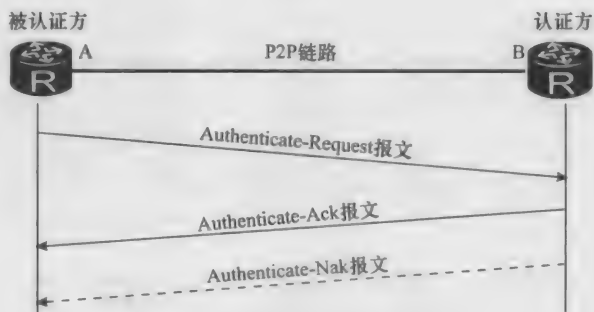 被认证方
认证方
A
P2P链路
B
R
R
Authenticate-Request报文
Authenticate-Ack报文
Authenticate-Nak报文